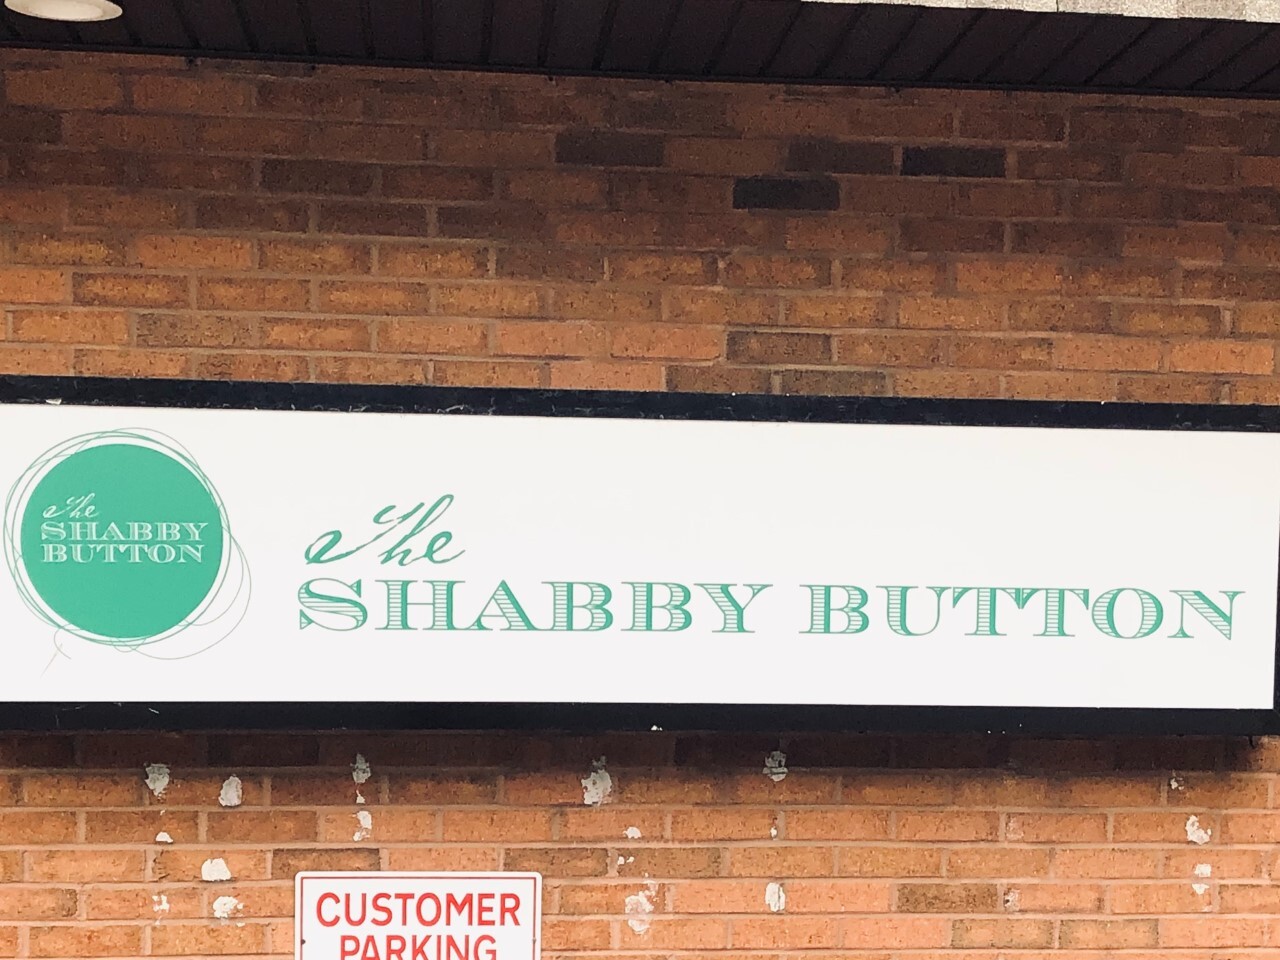 The
SHABBY
BUTTON
The
SHABBY BUTTON
CUSTOMER
PARKING